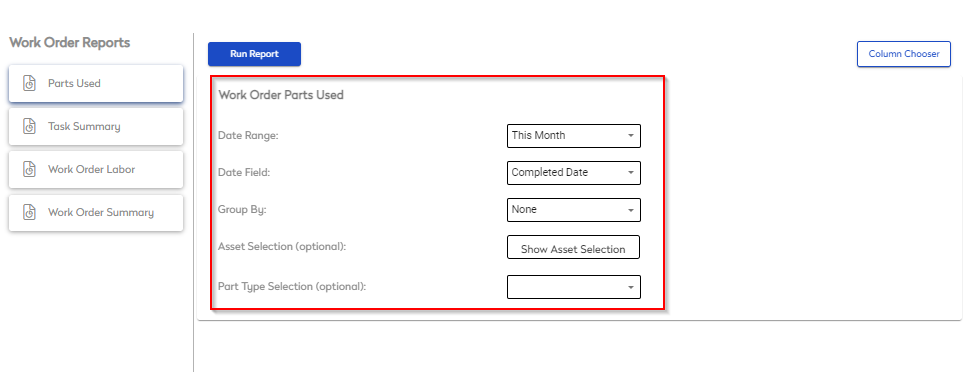 Work Order Reports
Parts Used
Task Summary
Work Order Labor
Work Order Summary
Run Report
Column Chooser
Work Order Parts Used
Date Range: This Month
Date Field: Completed Date
Group By: None
Asset Selection (optional): Show Asset Selection
Part Type Selection (optional):